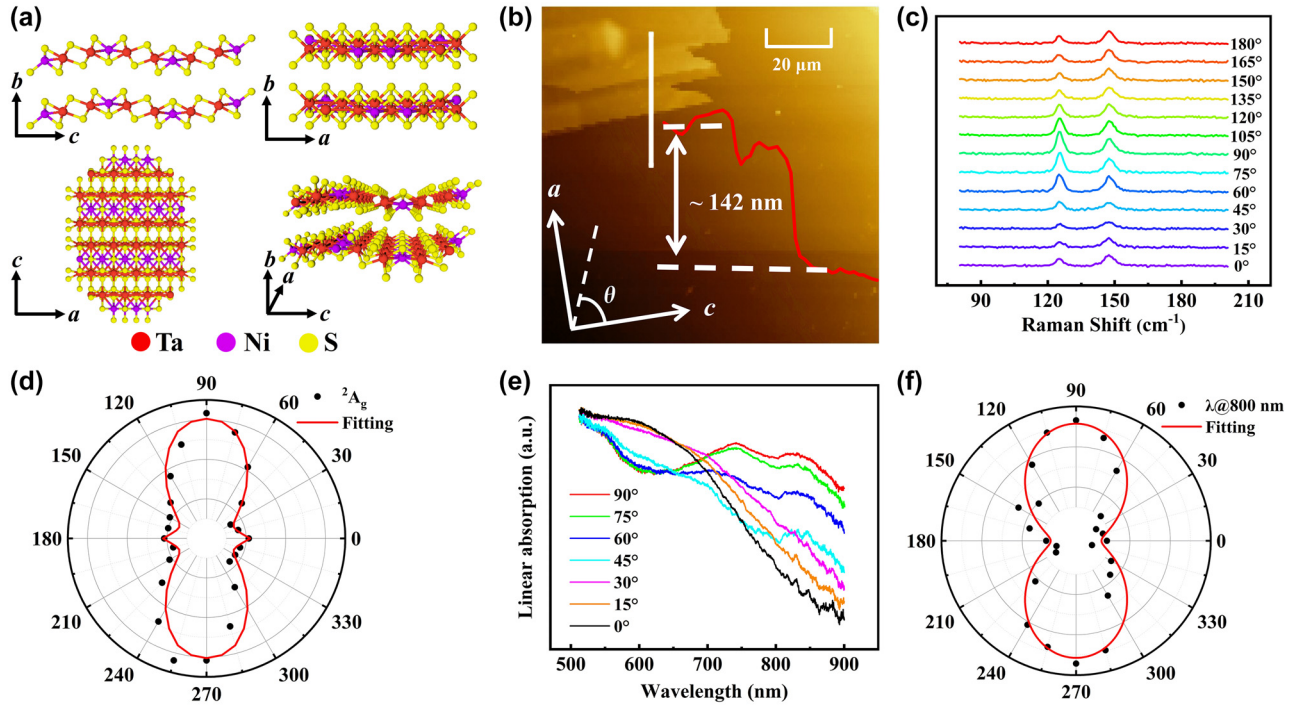 (a)
b
c
b
a
c
a
b
a
c
Ta
Ni
S
(b)
20 µm
~ 142 nm
a
θ
c
(c)
180°
165°
150°
135°
120°
105°
90°
75°
60°
45°
30°
15°
0°
90
120
150
180
210
Raman Shift (cm-1)
(d)
90
120
60
150
30
180
0
210
330
240
300
270
2Ag
Fitting
(e)
Linear absorption (a.u.)
90°
75°
60°
45°
30°
15°
0°
500
600
700
800
900
Wavelength (nm)
(f)
90
120
60
150
30
180
0
210
330
240
300
270
λ@800 nm
Fitting